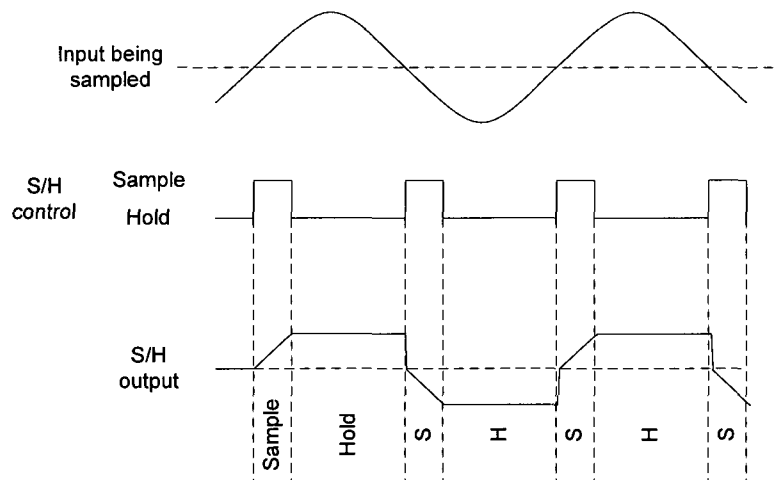 Input being
sampled
S/H
control
Sample
Hold
S/H
output
Sample
Hold
S
H
S
H
S